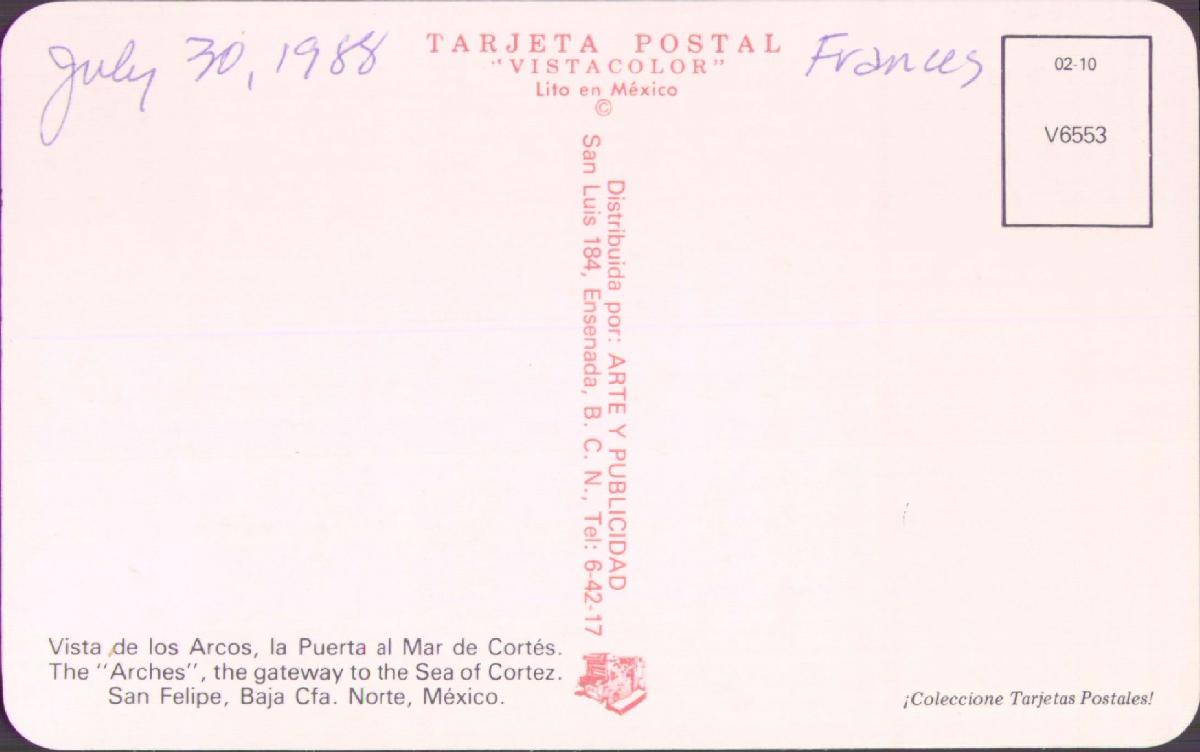 July 30, 1988
TARJETA POSTAL
"VISTACOLOR"
Lito en México
©
Frances
02-10
V6553
Distribuida por: ARTE Y PUBLICIDAD
San Luis 184, Ensenada, B. C. N., Tel: 6-42-17
Vista de los Arcos, la Puerta al Mar de Cortés.
The "Arches", the gateway to the Sea of Cortez.
San Felipe, Baja Cfa. Norte, México.
¡Coleccione Tarjetas Postales!